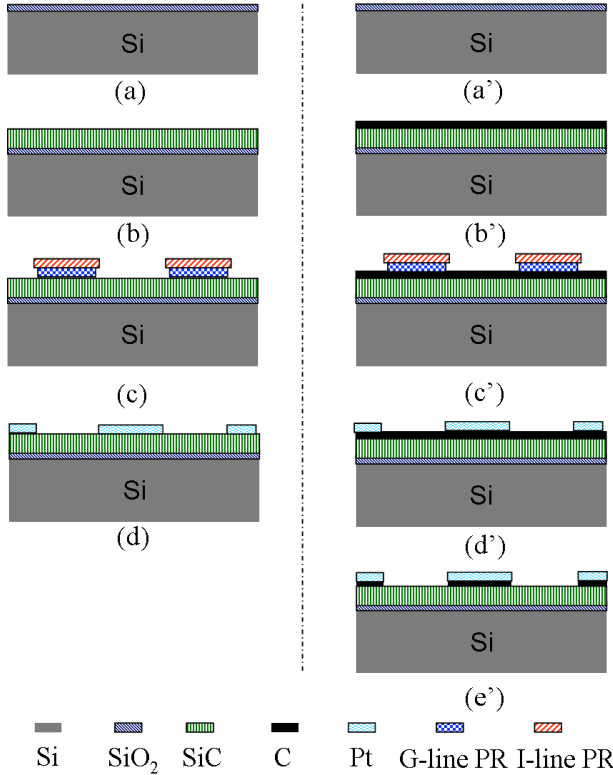 Si
Si
(a)
(a’)
Si
Si
(b)
(b’)
Si
Si
(c)
(c’)
Si
Si
(d)
(d’)
Si
(e’)
Si SiO2 SiC C Pt G-line PR I-line PR